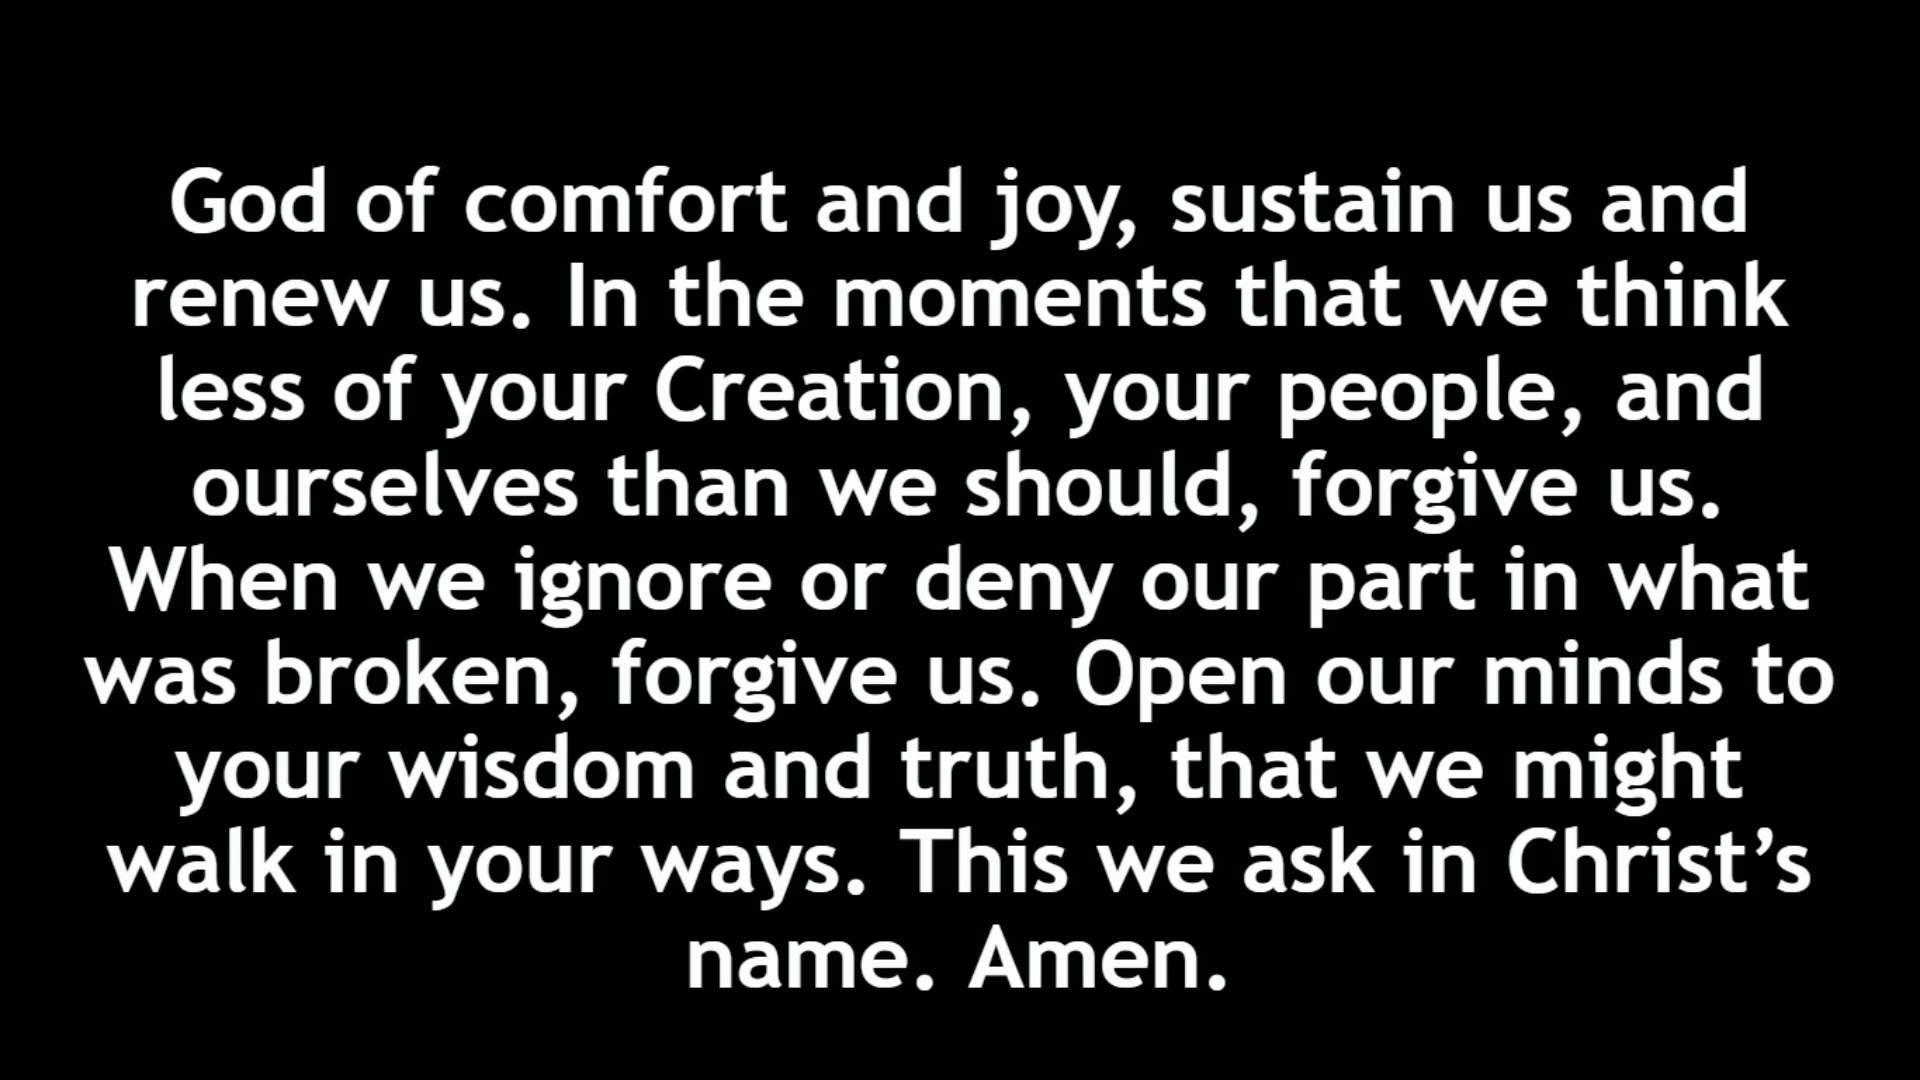 God of comfort and joy, sustain us and
renew us. In the moments that we think
less of your Creation, your people, and
ourselves than we should, forgive us.
When we ignore or deny our part in what
was broken, forgive us. Open our minds to
your wisdom and truth, that we might
walk in your ways. This we ask in Christ’s
name. Amen.